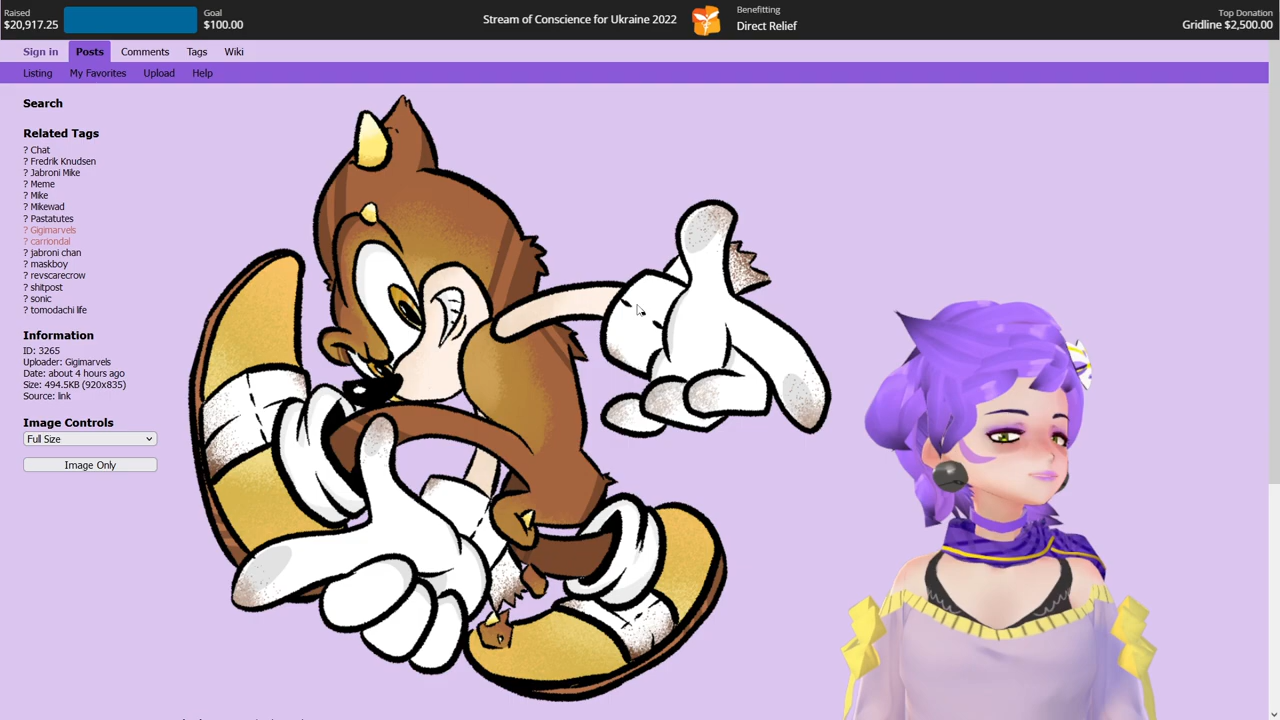 Raised
$20,917.25
Goal
$100.00
Stream of Conscience for Ukraine 2022
Benefitting
Direct Relief
Top Donation
Gridline $2,500.00
Sign in Posts Comments Tags Wiki
Listing My Favorites Upload Help
Search
Related Tags
? Chat
? Fredrik Knudsen
? Jabroni Mike
? Meme
? Mike
? Mikewad
? Pastatutes
? Gigimarvels
? carriondal
? jabroni chan
? maskboy
? revscarecrow
? shitpost
? sonic
? tomodachi life
Information
ID: 3265
Uploader: Gigimarvels
Date: about 4 hours ago
Size: 494.5KB (920x835)
Source: link
Image Controls
Full Size
Image Only